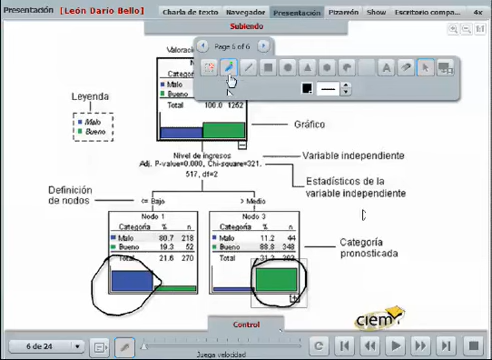 Presentación [León Darío Bello] Charla de texto Navegador Presentación Pizarrón Show Escritorio compa... 4x
Subiendo
Page 6 of 6
Categoría
Malo
Bueno
Total 100.0 1252
Leyenda
Malo
Bueno
Gráfico
Nivel de ingresos
Adj. P-value=0.000, Chi-square=321.
517, df=2
Variable independiente
Estadísticos de la
variable independiente
Definición
de nodos
<= Bajo
> Medio
Nodo 1
Categoría % n
Malo 80.7 218
Bueno 19.3 52
Total 21.6 270
Nodo 3
Categoría % n
Malo 11.2 44
Bueno 88.8 348
Total
Categoría
pronosticada
ciem
Control
6 de 24
Juega velocidad